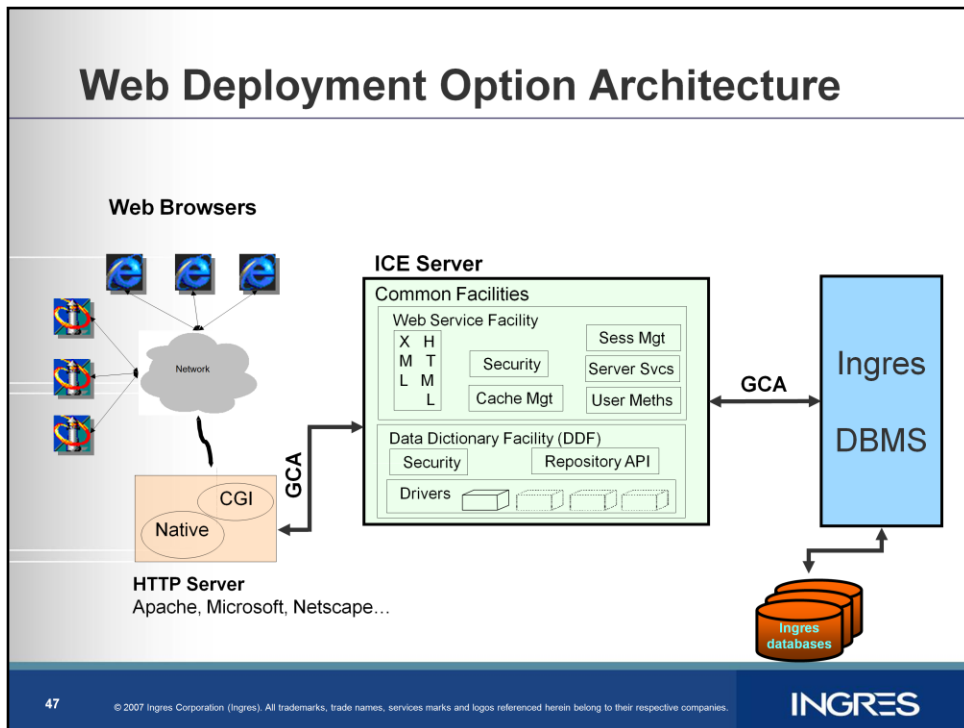 Web Deployment Option Architecture
Web Browsers
Network
CGI
Native
HTTP Server
Apache, Microsoft, Netscape…
GCA
ICE Server
Common Facilities
Web Service Facility
X H
M T
L M
L
Security
Cache Mgt
Sess Mgt
Server Svcs
User Meths
Data Dictionary Facility (DDF)
Security
Repository API
Drivers
GCA
Ingres
DBMS
Ingres
databases
47
© 2007 Ingres Corporation (Ingres). All trademarks, trade names, services marks and logos referenced herein belong to their respective companies.
INGRES